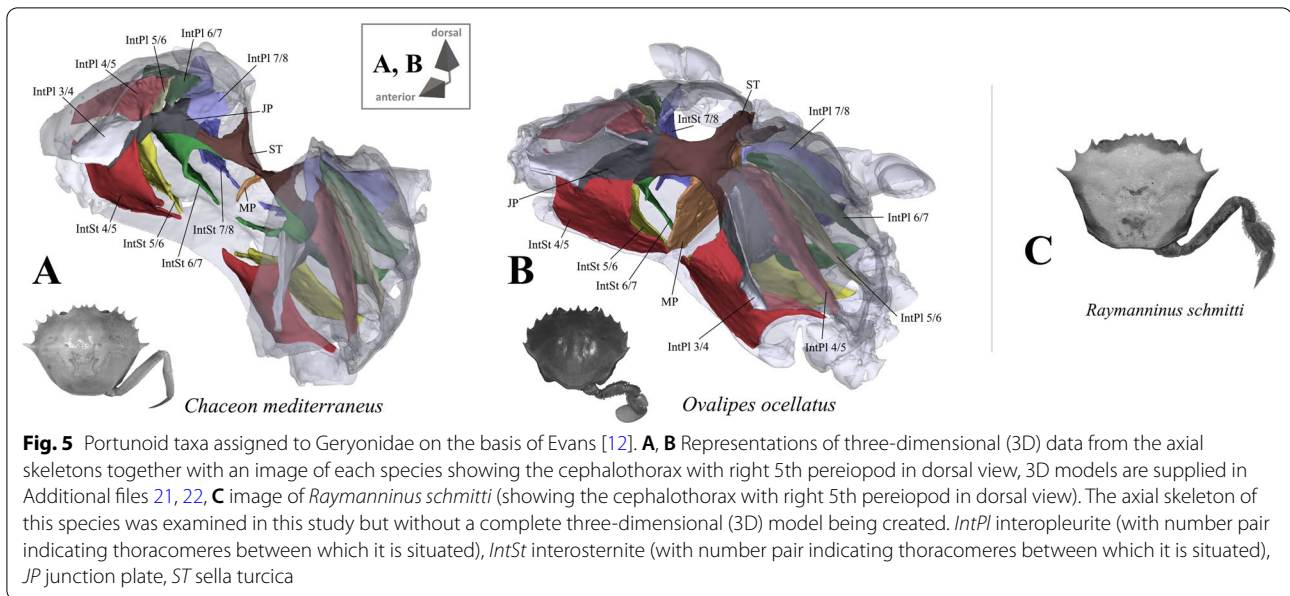 IntPl 5/6
IntPl 6/7
IntPl 4/5
IntPl 7/8
IntPl 3/4
JP
ST
MP
IntSt 4/5
IntSt 5/6
IntSt 7/8
IntSt 6/7
A
Chaceon mediterraneus
dorsal
A, B
anterior
ST
IntSt 7/8
IntPl 7/8
JP
IntPl 6/7
IntSt 4/5
IntSt 5/6
IntSt 6/7
MP
IntPl 5/6
IntPl 3/4
IntPl 4/5
B
Ovalipes ocellatus
C
Raymanninus schmitti
Fig. 5 Portunoid taxa assigned to Geryonidae on the basis of Evans [12]. A, B Representations of three-dimensional (3D) data from the axial
skeletons together with an image of each species showing the cephalothorax with right 5th pereiopod in dorsal view, 3D models are supplied in
Additional files 21, 22, C image of Raymanninus schmitti (showing the cephalothorax with right 5th pereiopod in dorsal view). The axial skeleton of
this species was examined in this study but without a complete three-dimensional (3D) model being created. IntPl interopleurite (with number pair
indicating thoracomeres between which it is situated), IntSt interosternite (with number pair indicating thoracomeres between which it is situated),
JP junction plate, ST sella turcica